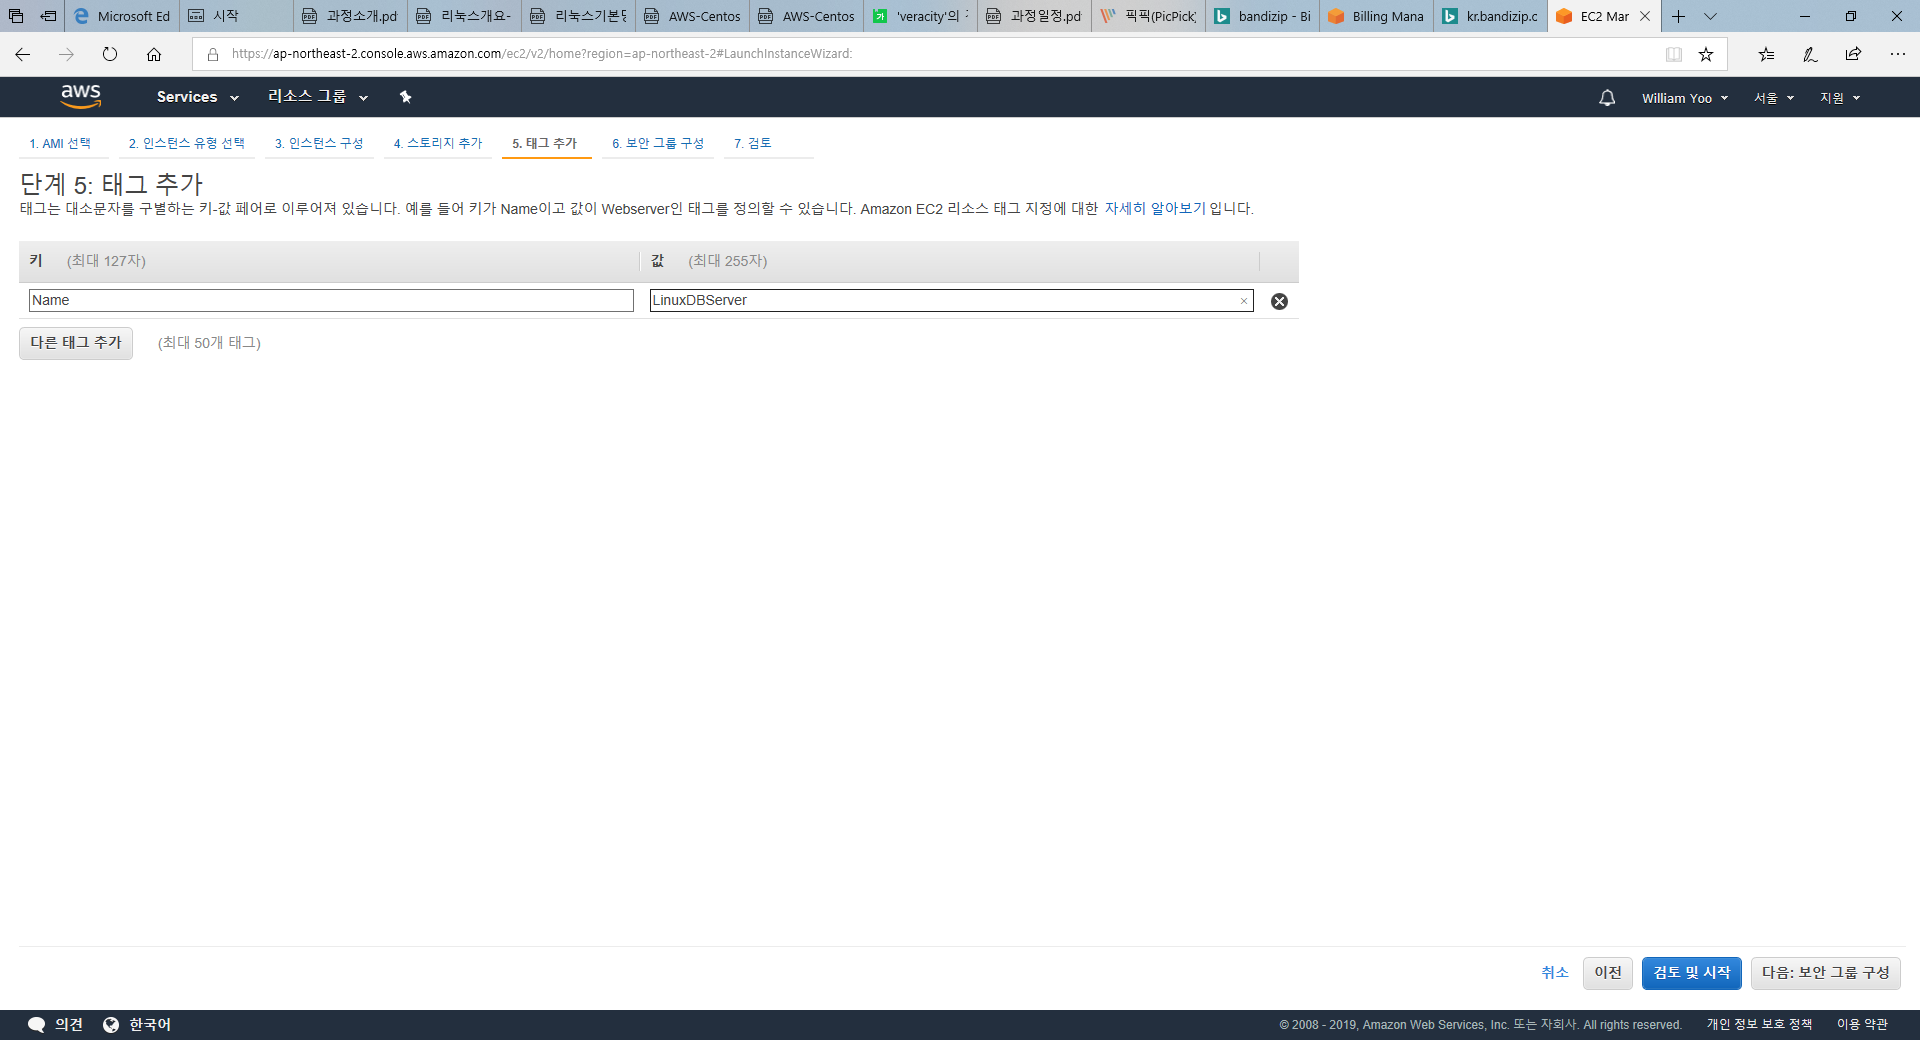 Microsoft Ed
시작
과정소개.pd
리눅스개요-
리눅스기본명
AWS-Centos
AWS-Centos
'veracity'의
과정일정.pd
픽픽(PicPick)
bandizip - Bi
Billing Mana
kr.bandizip.c
EC2 Mar
https://ap-northeast-2.console.aws.amazon.com/ec2/v2/home?region=ap-northeast-2#LaunchInstanceWizard:
aws
Services
리소스 그룹
William Yoo
서울
지원
1. AMI 선택
2. 인스턴스 유형 선택
3. 인스턴스 구성
4. 스토리지 추가
5. 태그 추가
6. 보안 그룹 구성
7. 검토
단계 5: 태그 추가
태그는 대소문자를 구별하는 키-값 페어로 이루어져 있습니다. 예를 들어 키가 Name이고 값이 Webserver인 태그를 정의할 수 있습니다. Amazon EC2 리소스 태그 지정에 대한 자세히 알아보기 입니다.
키 (최대 127자)
값 (최대 255자)
Name
LinuxDBServer
다른 태그 추가
(최대 50개 태그)
취소
이전
검토 및 시작
다음: 보안 그룹 구성
의견
한국어
© 2008 - 2019, Amazon Web Services, Inc. 또는 자회사. All rights reserved.
개인 정보 보호 정책
이용 약관